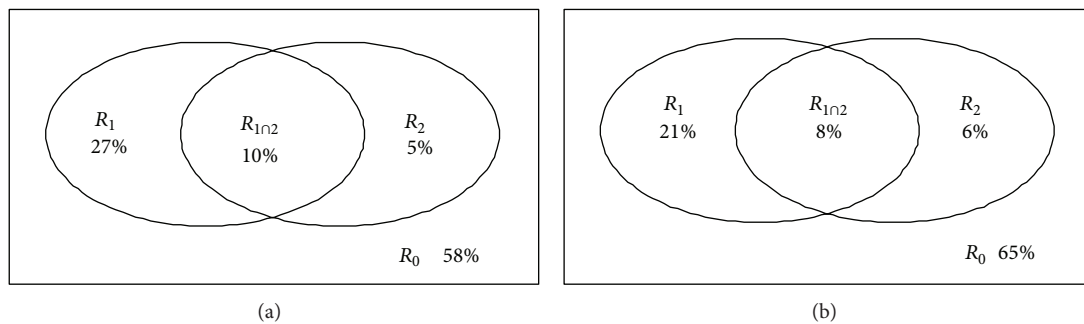 R1
27%
R1∩2
10%
R2
5%
R0 58%
(a)
R1
21%
R1∩2
8%
R2
6%
R0 65%
(b)